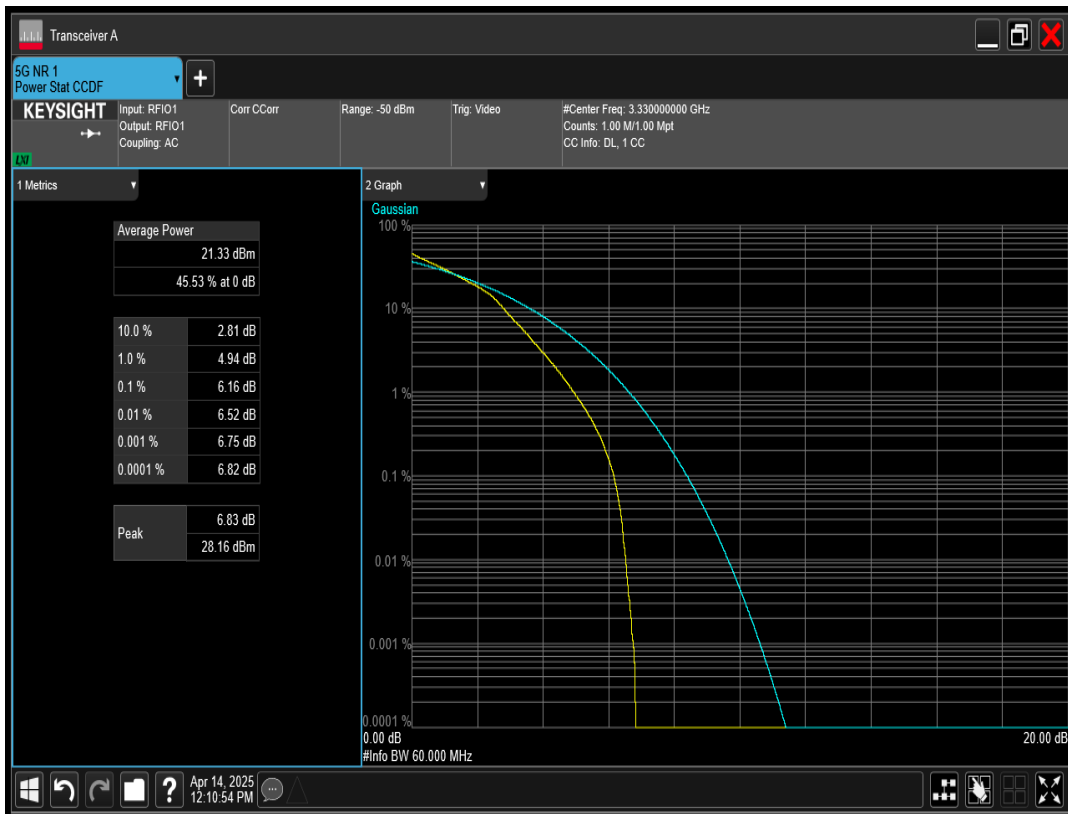 Transceiver A
5G NR 1
Power Stat CCDF
+
KEYSIGHT
LXI
Input: RFIO1
Output: RFIO1
Coupling: AC
Corr CCorr
Range: -50 dBm
Trig: Video
#Center Freq: 3.330000000 GHz
Counts: 1.00 M/1.00 Mpt
CC Info: DL, 1 CC
1 Metrics
Average Power
21.33 dBm
45.53 % at 0 dB
10.0 % 2.81 dB
1.0 % 4.94 dB
0.1 % 6.16 dB
0.01 % 6.52 dB
0.001 % 6.75 dB
0.0001 % 6.82 dB
Peak
6.83 dB
28.16 dBm
2 Graph
Gaussian
100 %
10 %
1 %
0.1 %
0.01 %
0.001 %
0.0001 %
0.00 dB 20.00 dB
#Info BW 60.000 MHz
?
Apr 14, 2025
12:10:54 PM